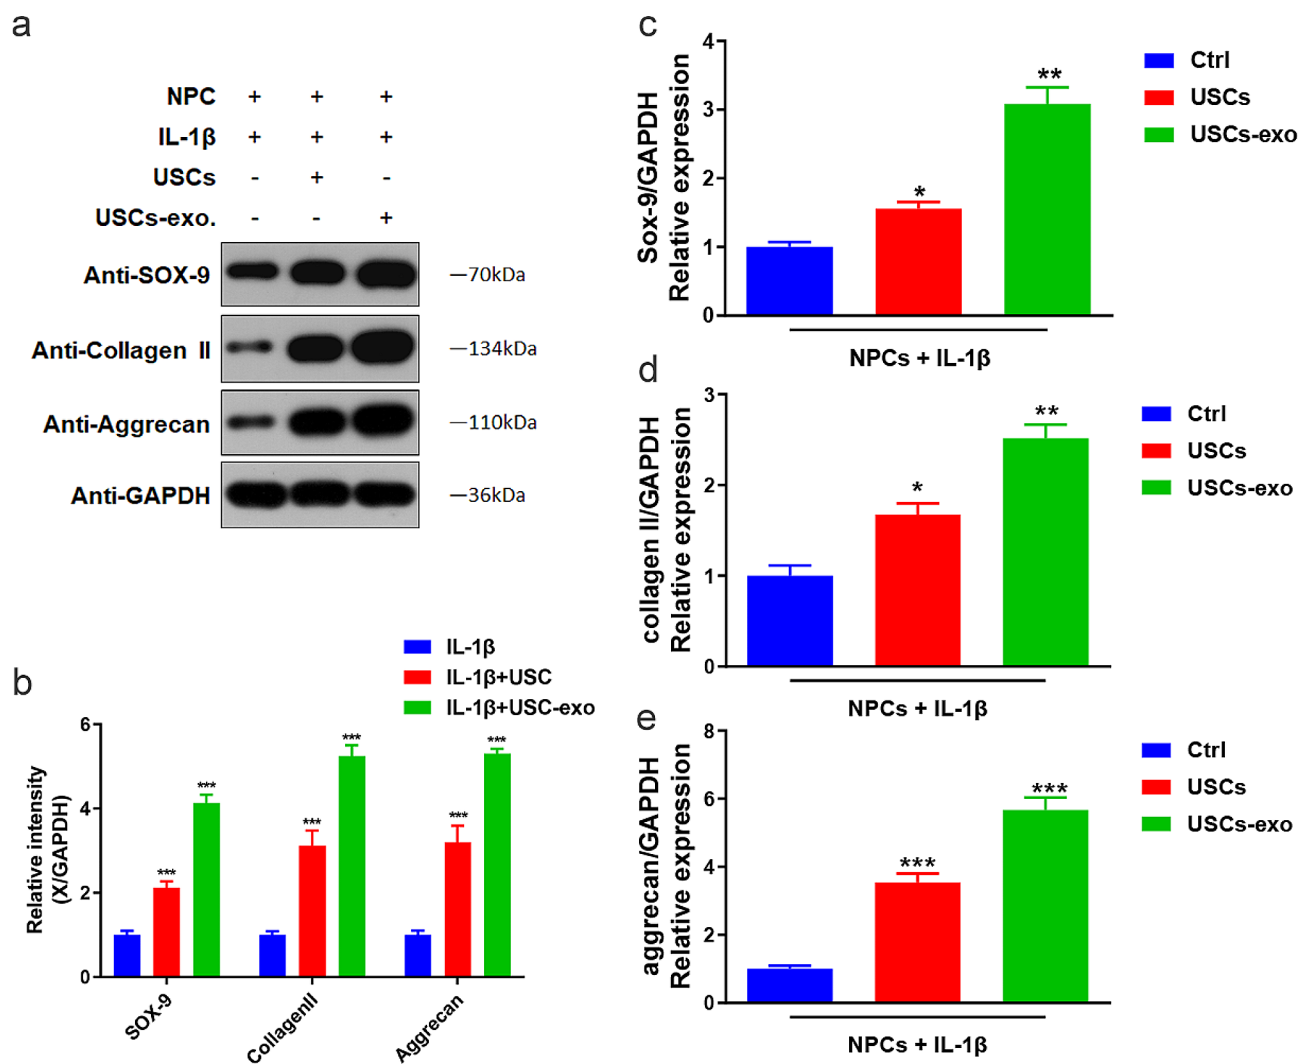 a
NPC + + +
IL-1β + + +
USCs - + -
USCs-exo. - - +
Anti-SOX-9 —70kDa
Anti-Collagen II —134kDa
Anti-Aggrecan —110kDa
Anti-GAPDH —36kDa
b
IL-1β
IL-1β+USC
IL-1β+USC-exo
Relative intensity
(X/GAPDH)
6
4
2
0
*** *** ***
*** *** ***
SOX-9
CollagenII
Aggrecan
c
Sox-9/GAPDH
Relative expression
4
3
2
1
0
*
**
Ctrl
USCs
USCs-exo
NPCs + IL-1β
d
collagen II/GAPDH
Relative expression
3
2
1
0
*
**
Ctrl
USCs
USCs-exo
NPCs + IL-1β
e
aggrecan/GAPDH
Relative expression
8
6
4
2
0
***
***
Ctrl
USCs
USCs-exo
NPCs + IL-1β